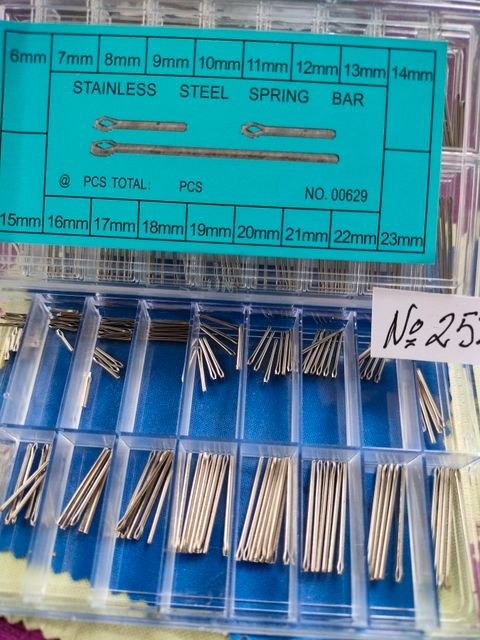 6mm 7mm 8mm 9mm 10mm 11mm 12mm 13mm 14mm
STAINLESS STEEL SPRING BAR
@ PCS TOTAL: PCS
NO. 00629
15mm 16mm 17mm 18mm 19mm 20mm 21mm 22mm 23mm
№ 25